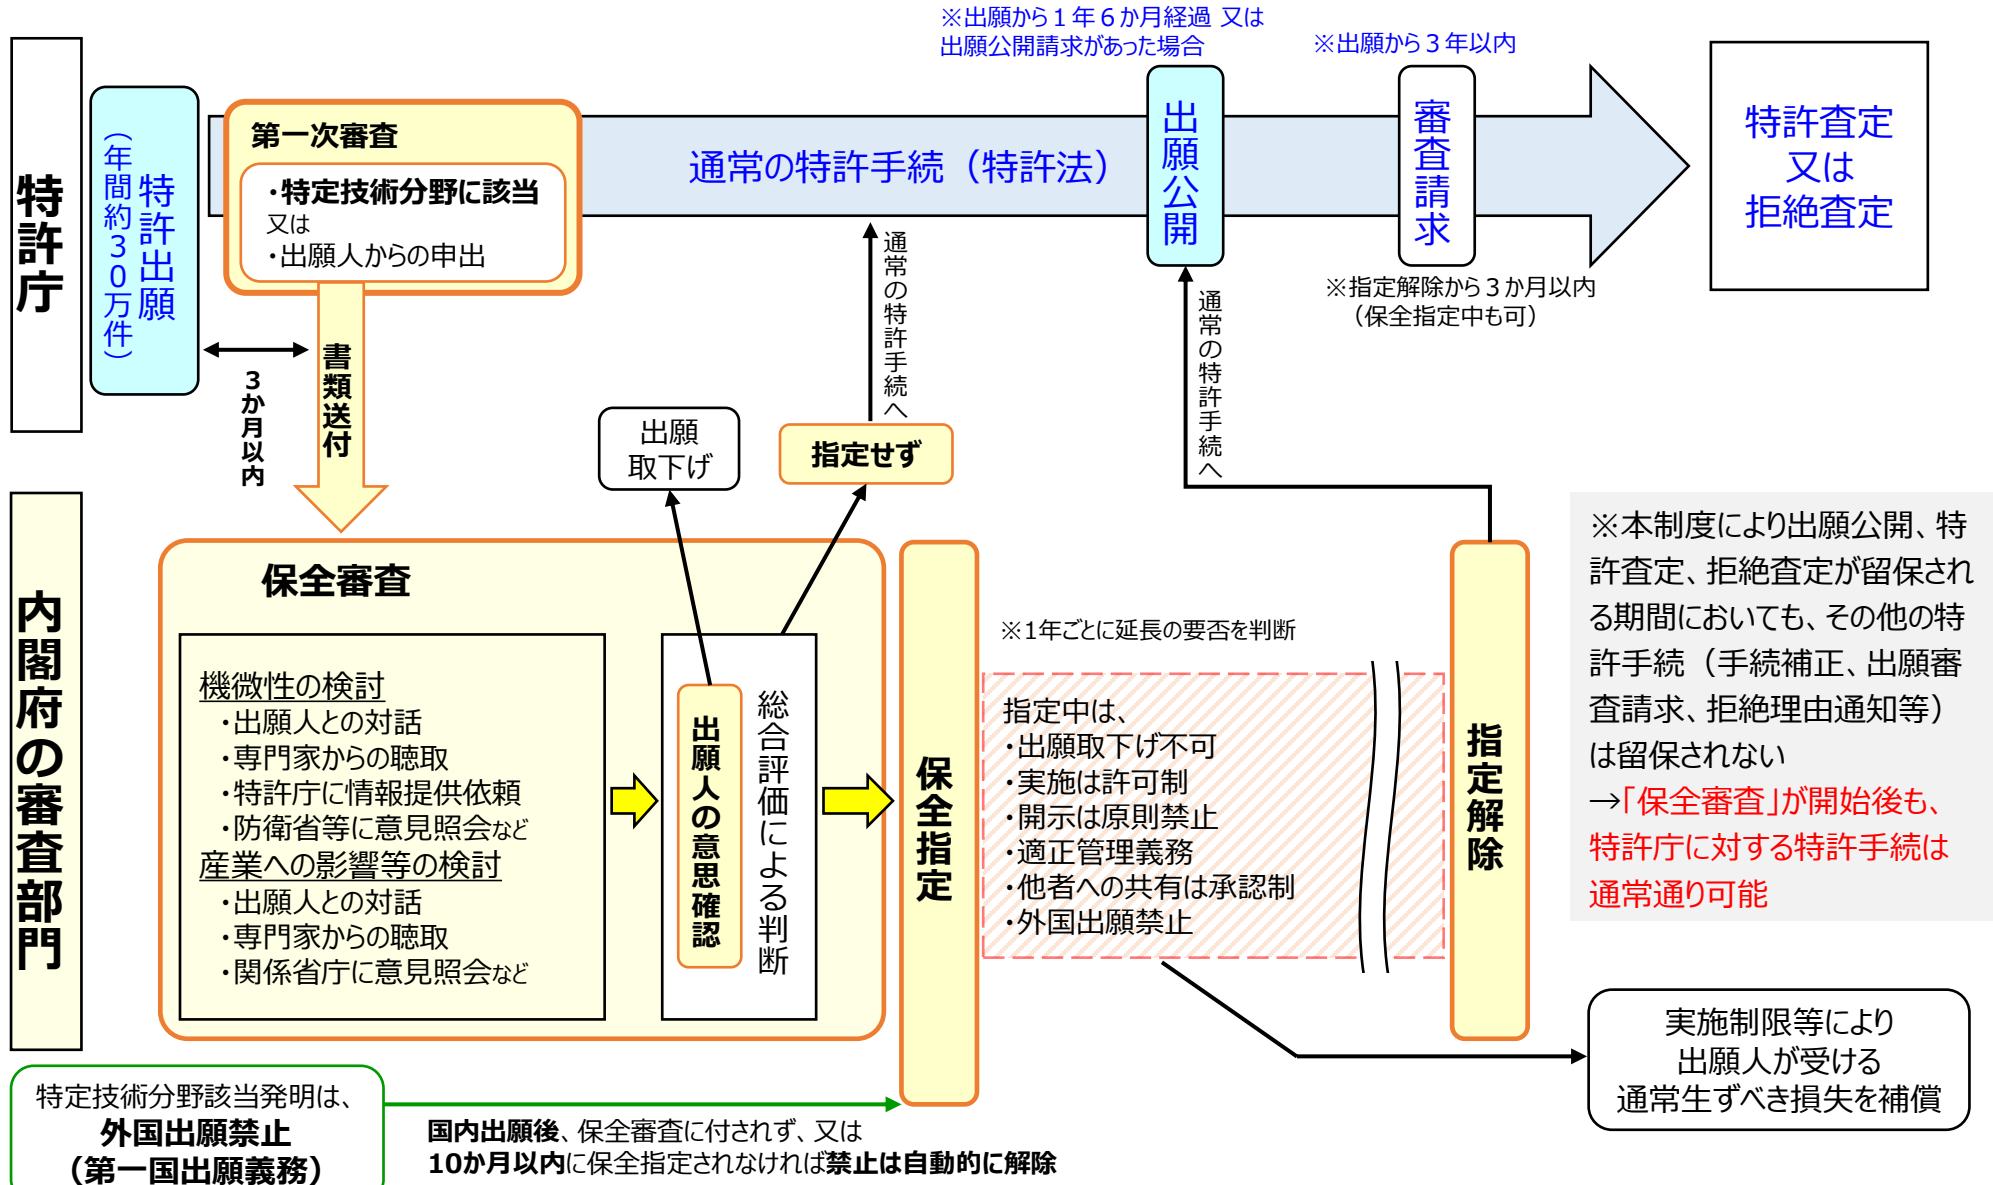 ※出願から１年６か月経過 又は
出願公開請求があった場合
※出願から３年以内
特許庁
特許出願
（年間約３０万件）
第一次審査
・特定技術分野に該当
又は
・出願人からの申出
通常の特許手続（特許法）
出願公開
審査請求
特許査定
又は
拒絶査定
※指定解除から３か月以内
（保全指定中も可）
通常の特許手続へ
通常の特許手続へ
書類送付
３か月以内
出願
取下げ
指定せず
内閣府の審査部門
保全審査
機微性の検討
・出願人との対話
・専門家からの聴取
・特許庁に情報提供依頼
・防衛省等に意見照会など
産業への影響等の検討
・出願人との対話
・専門家からの聴取
・関係省庁に意見照会など
出願人の意思確認
総合評価による判断
保全指定
※1年ごとに延長の要否を判断
指定中は、
・出願取下げ不可
・実施は許可制
・開示は原則禁止
・適正管理義務
・他者への共有は承認制
・外国出願禁止
指定解除
※本制度により出願公開、特
許査定、拒絶査定が留保され
る期間においても、その他の特
許手続（手続補正、出願審
査請求、拒絶理由通知等）
は留保されない
→「保全審査」が開始後も、
特許庁に対する特許手続は
通常通り可能
実施制限等により
出願人が受ける
通常生ずべき損失を補償
特定技術分野該当発明は、
外国出願禁止
（第一国出願義務）
国内出願後、保全審査に付されず、又は
10か月以内に保全指定されなければ禁止は自動的に解除